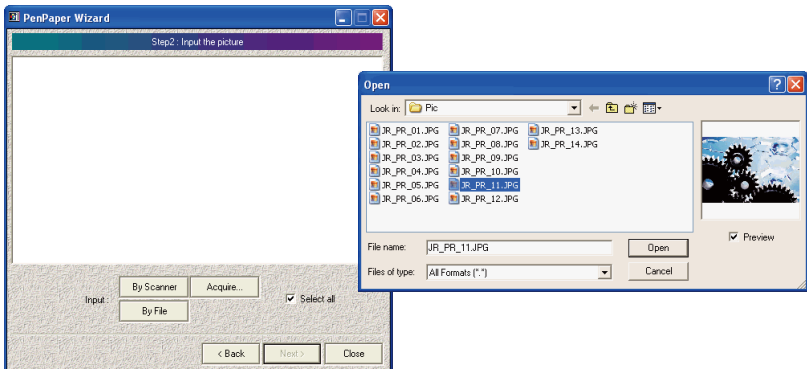 PenPaper Wizard
Step2 : Input the picture
Input :
By Scanner
Acquire...
By File
Select all
< Back
Next >
Close
Open
Look in:
Pic
JR_PR_01.JPG JR_PR_07.JPG JR_PR_13.JPG
JR_PR_02.JPG JR_PR_08.JPG JR_PR_14.JPG
JR_PR_03.JPG JR_PR_09.JPG
JR_PR_04.JPG JR_PR_10.JPG
JR_PR_05.JPG JR_PR_11.JPG
JR_PR_06.JPG JR_PR_12.JPG
File name: JR_PR_11.JPG Open
Files of type: All Formats (*.*) Cancel
Preview